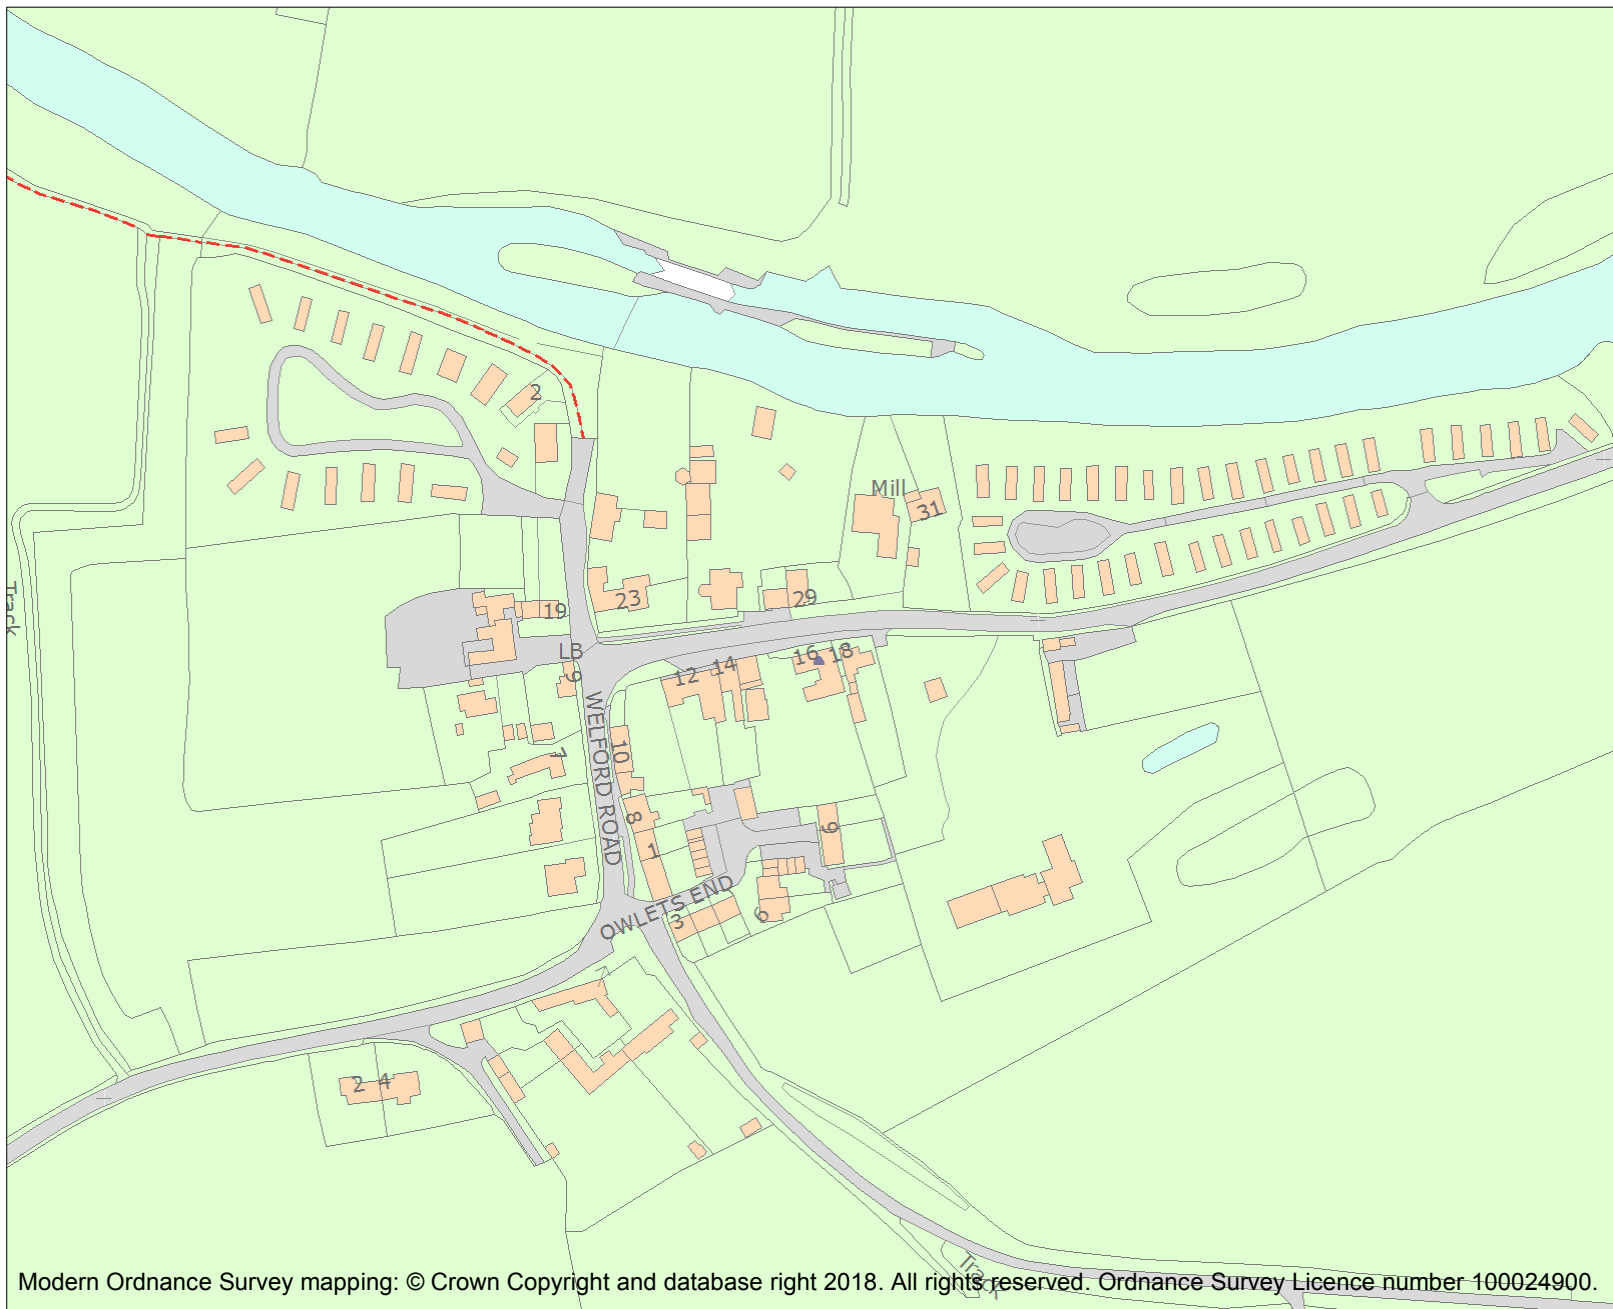 2
Mill
31
Track
19
23
29
LB
9
12
14
16
18
WELFORD ROAD
10
7
8
1
9
OWLETS END
3
6
7
2
4
Track
Modern Ordnance Survey mapping: © Crown Copyright and database right 2018. All rights reserved. Ordnance Survey Licence number 100024900.